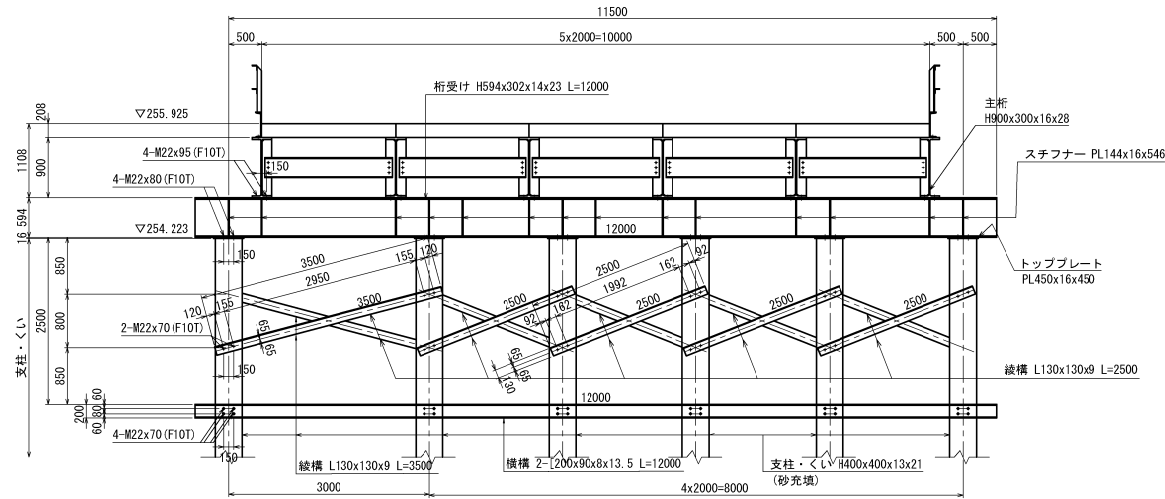 11500
500
5x2000=10000
500
500
桁受け H594x302x14x23 L=12000
主桁
H900x300x16x28
▽255.925
208
1108
900
4-M22x95(F10T)
150
4-M22x80(F10T)
スチフナー PL144x16x546
594
16
▽254.223
12000
150
トッププレート
PL450x16x450
3500
2950
155
120
3500
2500
1992
162
92
2500
2500
2500
2500
850
800
850
2500
支柱・くい
120
155
2-M22x70(F10T)
65
65
150
92
162
65
65
130
綾構 L130x130x9 L=2500
12000
200
60
80
60
4-M22x70(F10T)
150
綾構 L130x130x9 L=3500
横構 2-[200x90x8x13.5 L=12000
支柱・くい H400x400x13x21
(砂充填)
3000
4x2000=8000